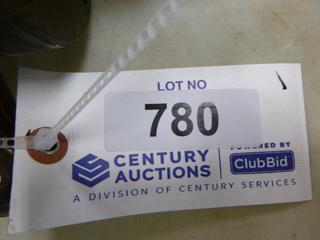 LOT NO
780
CENTURY
AUCTIONS
POWERED BY
ClubBid
A DIVISION OF CENTURY SERVICES